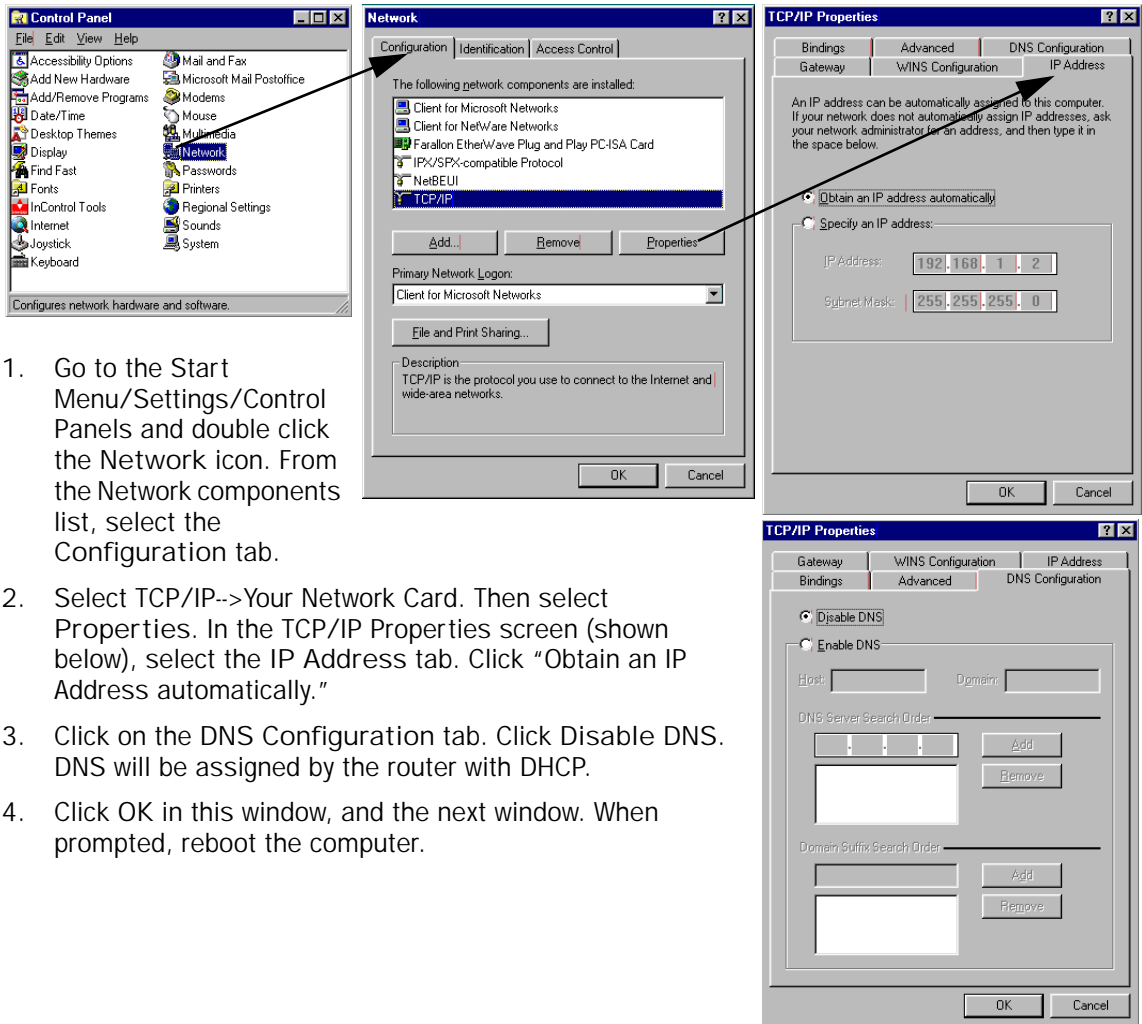 Control Panel
File Edit View Help
Accessibility Options
Add New Hardware
Add/Remove Programs
Date/Time
Desktop Themes
Display
Find Fast
Fonts
InControl Tools
Internet
Joystick
Keyboard
Mail and Fax
Microsoft Mail Postoffice
Modems
Mouse
Multimedia
Network
Passwords
Printers
Regional Settings
Sounds
System
Configures network hardware and software.
Network
Configuration Identification Access Control
The following network components are installed:
Client for Microsoft Networks
Client for NetWare Networks
Farallon EtherWave Plug and Play PC-ISA Card
IPX/SPX-compatible Protocol
NetBEUI
TCP/IP
Add... Remove Properties
Primary Network Logon:
Client for Microsoft Networks
File and Print Sharing...
Description
TCP/IP is the protocol you use to connect to the Internet and
wide-area networks.
OK Cancel
TCP/IP Properties
Bindings Advanced DNS Configuration
Gateway WINS Configuration IP Address
An IP address can be automatically assigned to this computer.
If your network does not automatically assign IP addresses, ask
your network administrator for an address, and then type it in
the space below.
Obtain an IP address automatically
Specify an IP address:
IP Address: 192.168. 1 . 2
Subnet Mask: 255.255.255. 0
OK Cancel
1. Go to the Start
Menu/Settings/Control
Panels and double click
the Network icon. From
the Network components
list, select the
Configuration tab.
2. Select TCP/IP-->Your Network Card. Then select
Properties. In the TCP/IP Properties screen (shown
below), select the IP Address tab. Click “Obtain an IP
Address automatically.”
3. Click on the DNS Configuration tab. Click Disable DNS.
DNS will be assigned by the router with DHCP.
4. Click OK in this window, and the next window. When
prompted, reboot the computer.
TCP/IP Properties
Gateway WINS Configuration IP Address
Bindings Advanced DNS Configuration
Disable DNS
Enable DNS
Host: Domain:
DNS Server Search Order
Add
Remove
Domain Suffix Search Order
Add
Remove
OK Cancel